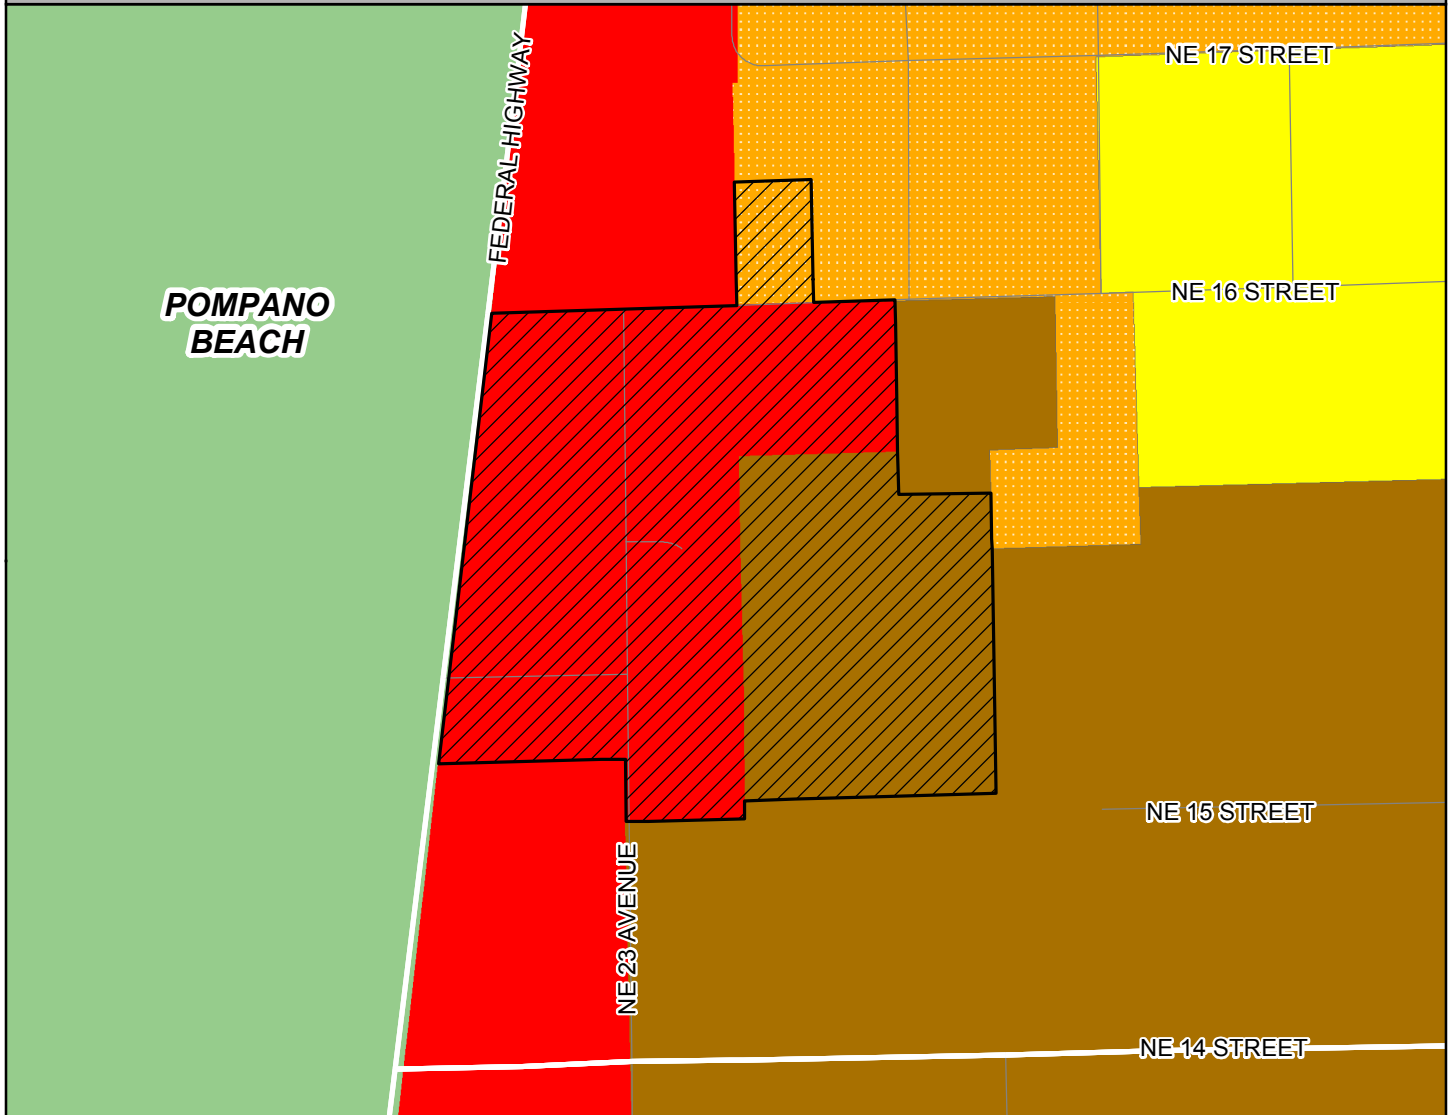 NE 17 STREET
FEDERAL HIGHWAY
POMPANO
BEACH
NE 16 STREET
NE 15 STREET
NE 23 AVENUE
NE 14 STREET